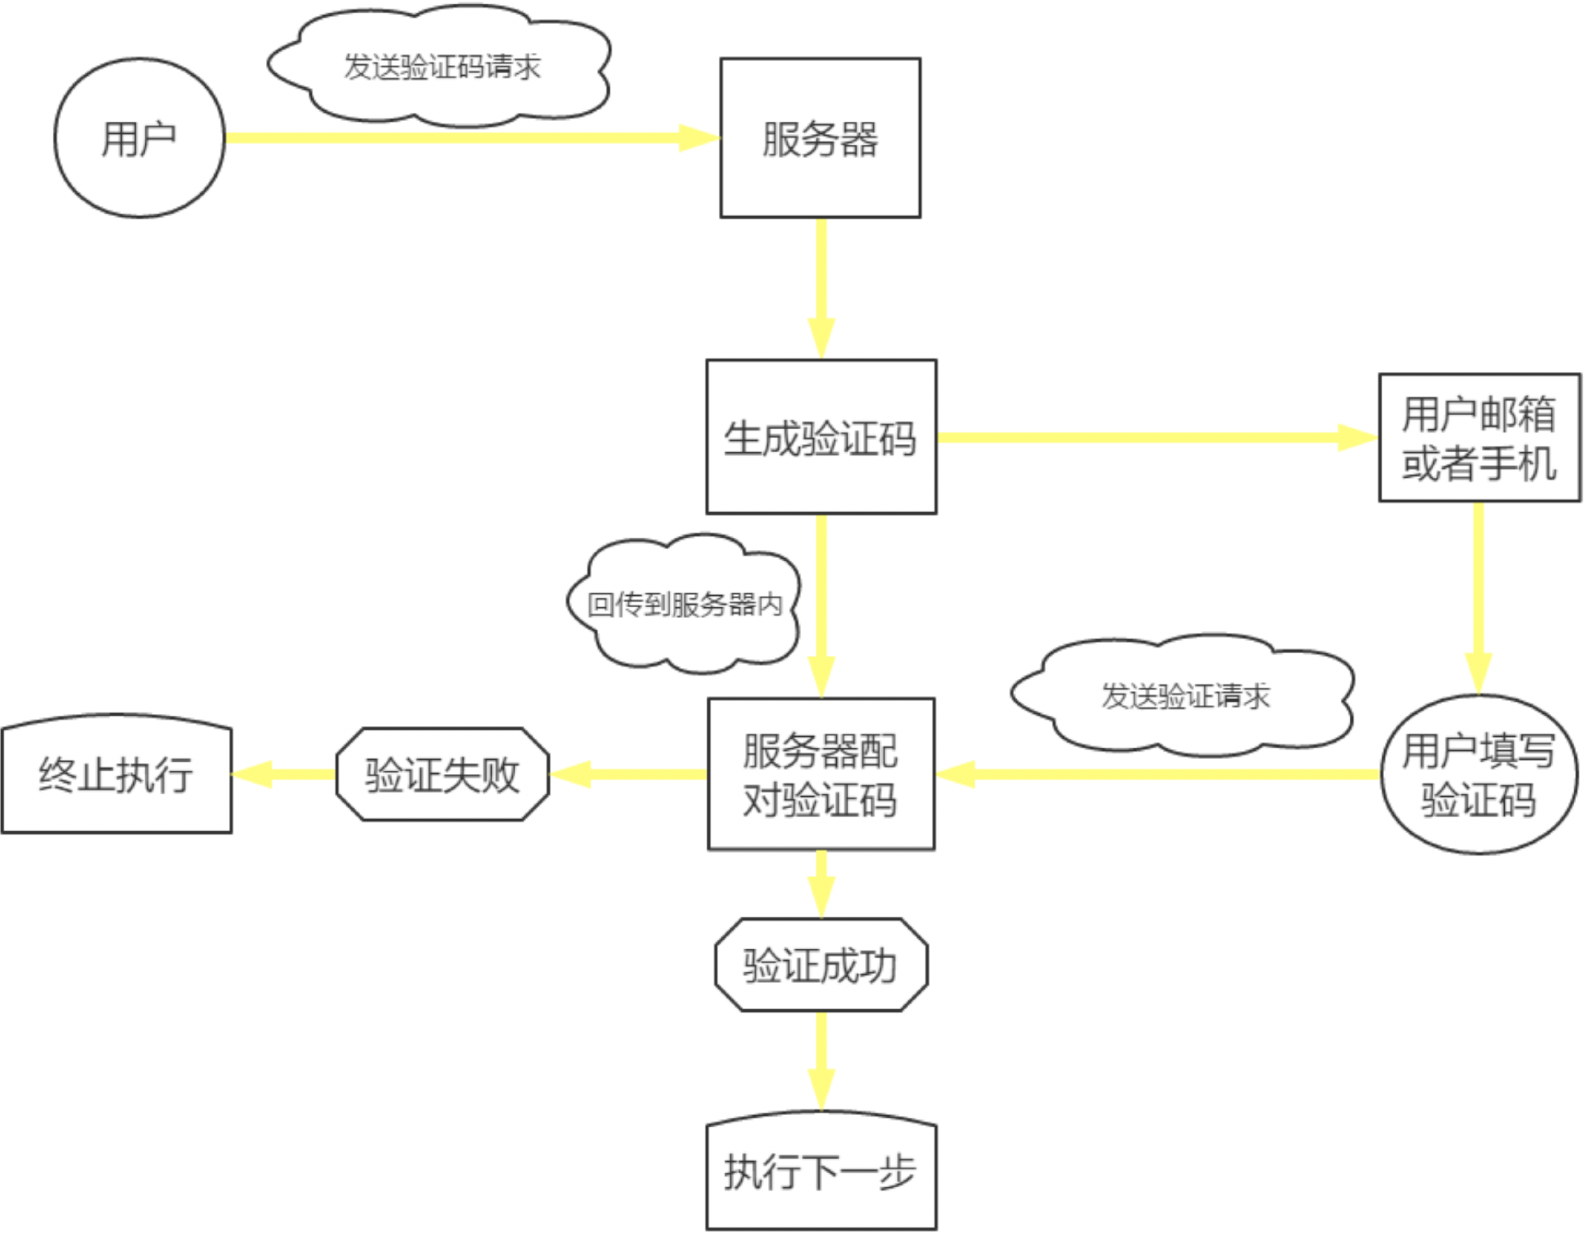 发送验证码请求
用户
服务器
生成验证码
用户邮箱
或者手机
回传到服务器内
发送验证请求
终止执行
验证失败
服务器配
对验证码
用户填写
验证码
验证成功
执行下一步